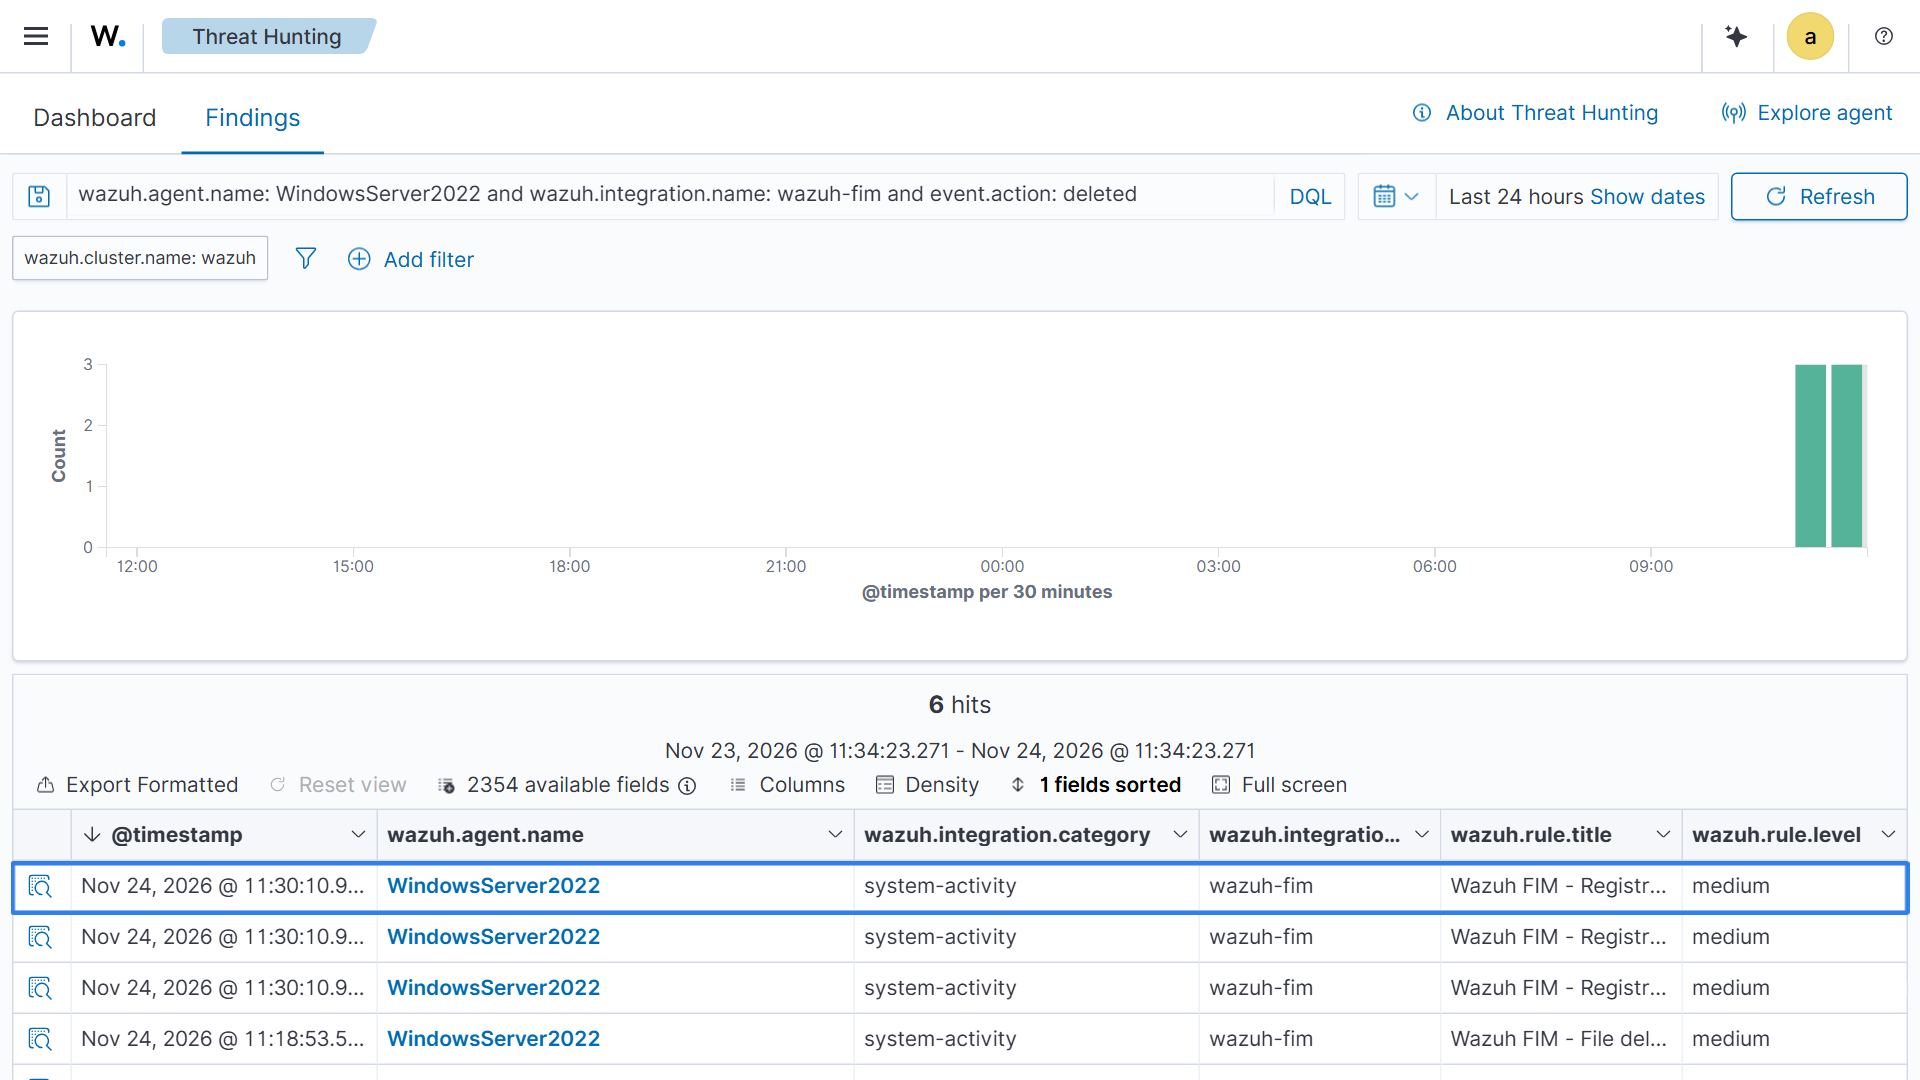 W. Threat Hunting a
Dashboard Findings About Threat Hunting Explore agent
wazuh.agent.name: WindowsServer2022 and wazuh.integration.name: wazuh-fim and event.action: deleted DQL Last 24 hours Show dates Refresh
wazuh.cluster.name: wazuh Add filter
3
2
1
0
Count
12:00 15:00 18:00 21:00 00:00 03:00 06:00 09:00
@timestamp per 30 minutes
6 hits
Nov 23, 2026 @ 11:34:23.271 - Nov 24, 2026 @ 11:34:23.271
Export Formatted Reset view 2354 available fields Columns Density 1 fields sorted Full screen
@timestamp wazuh.agent.name wazuh.integration.category wazuh.integratio... wazuh.rule.title wazuh.rule.level
Nov 24, 2026 @ 11:30:10.9... WindowsServer2022 system-activity wazuh-fim Wazuh FIM - Registr... medium
Nov 24, 2026 @ 11:30:10.9... WindowsServer2022 system-activity wazuh-fim Wazuh FIM - Registr... medium
Nov 24, 2026 @ 11:30:10.9... WindowsServer2022 system-activity wazuh-fim Wazuh FIM - Registr... medium
Nov 24, 2026 @ 11:18:53.5... WindowsServer2022 system-activity wazuh-fim Wazuh FIM - File del... medium